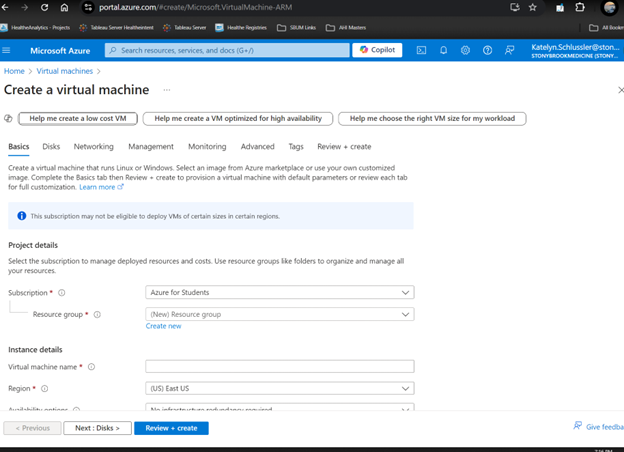 portal.azure.com/#create/Microsoft.VirtualMachine-ARM
HealtheAnalytics - Projects Tableau Server Healtheintent Tableau Server Healthe Registries SBUM Links AHI Masters All Booke
Microsoft Azure Search resources, services, and docs (G+/) Copilot Katelyn.Schlussler@ston...
STONYBROOKMEDICINE (STONY...
Home > Virtual machines >
Create a virtual machine ...
Help me create a low cost VM Help me create a VM optimized for high availability Help me choose the right VM size for my workload
Basics Disks Networking Management Monitoring Advanced Tags Review + create
Create a virtual machine that runs Linux or Windows. Select an image from Azure marketplace or use your own customized
image. Complete the Basics tab then Review + create to provision a virtual machine with default parameters or review each tab
for full customization. Learn more
This subscription may not be eligible to deploy VMs of certain sizes in certain regions.
Project details
Select the subscription to manage deployed resources and costs. Use resource groups like folders to organize and manage all
your resources.
Subscription * Azure for Students
Resource group * (New) Resource group
Create new
Instance details
Virtual machine name *
Region * (US) East US
Availability options No infrastructure redundancy required
< Previous Next : Disks > Review + create Give feedba